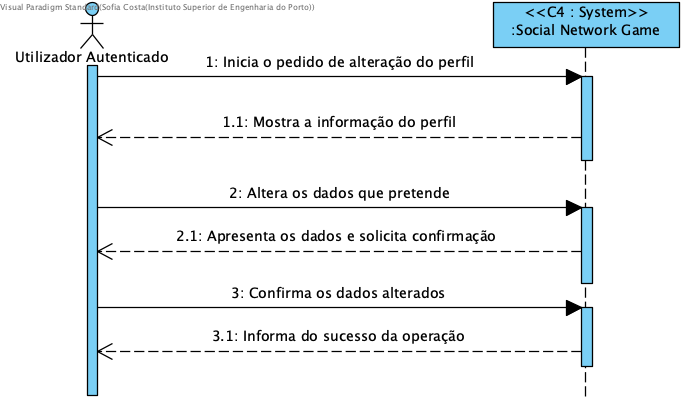 Visual Paradigm Standard(Sofia Costa(Instituto Superior de Engenharia do Porto))
<<C4 : System>>
:Social Network Game
Utilizador Autenticado
1: Inicia o pedido de alteração do perfil
1.1: Mostra a informação do perfil
2: Altera os dados que pretende
2.1: Apresenta os dados e solicita confirmação
3: Confirma os dados alterados
3.1: Informa do sucesso da operação